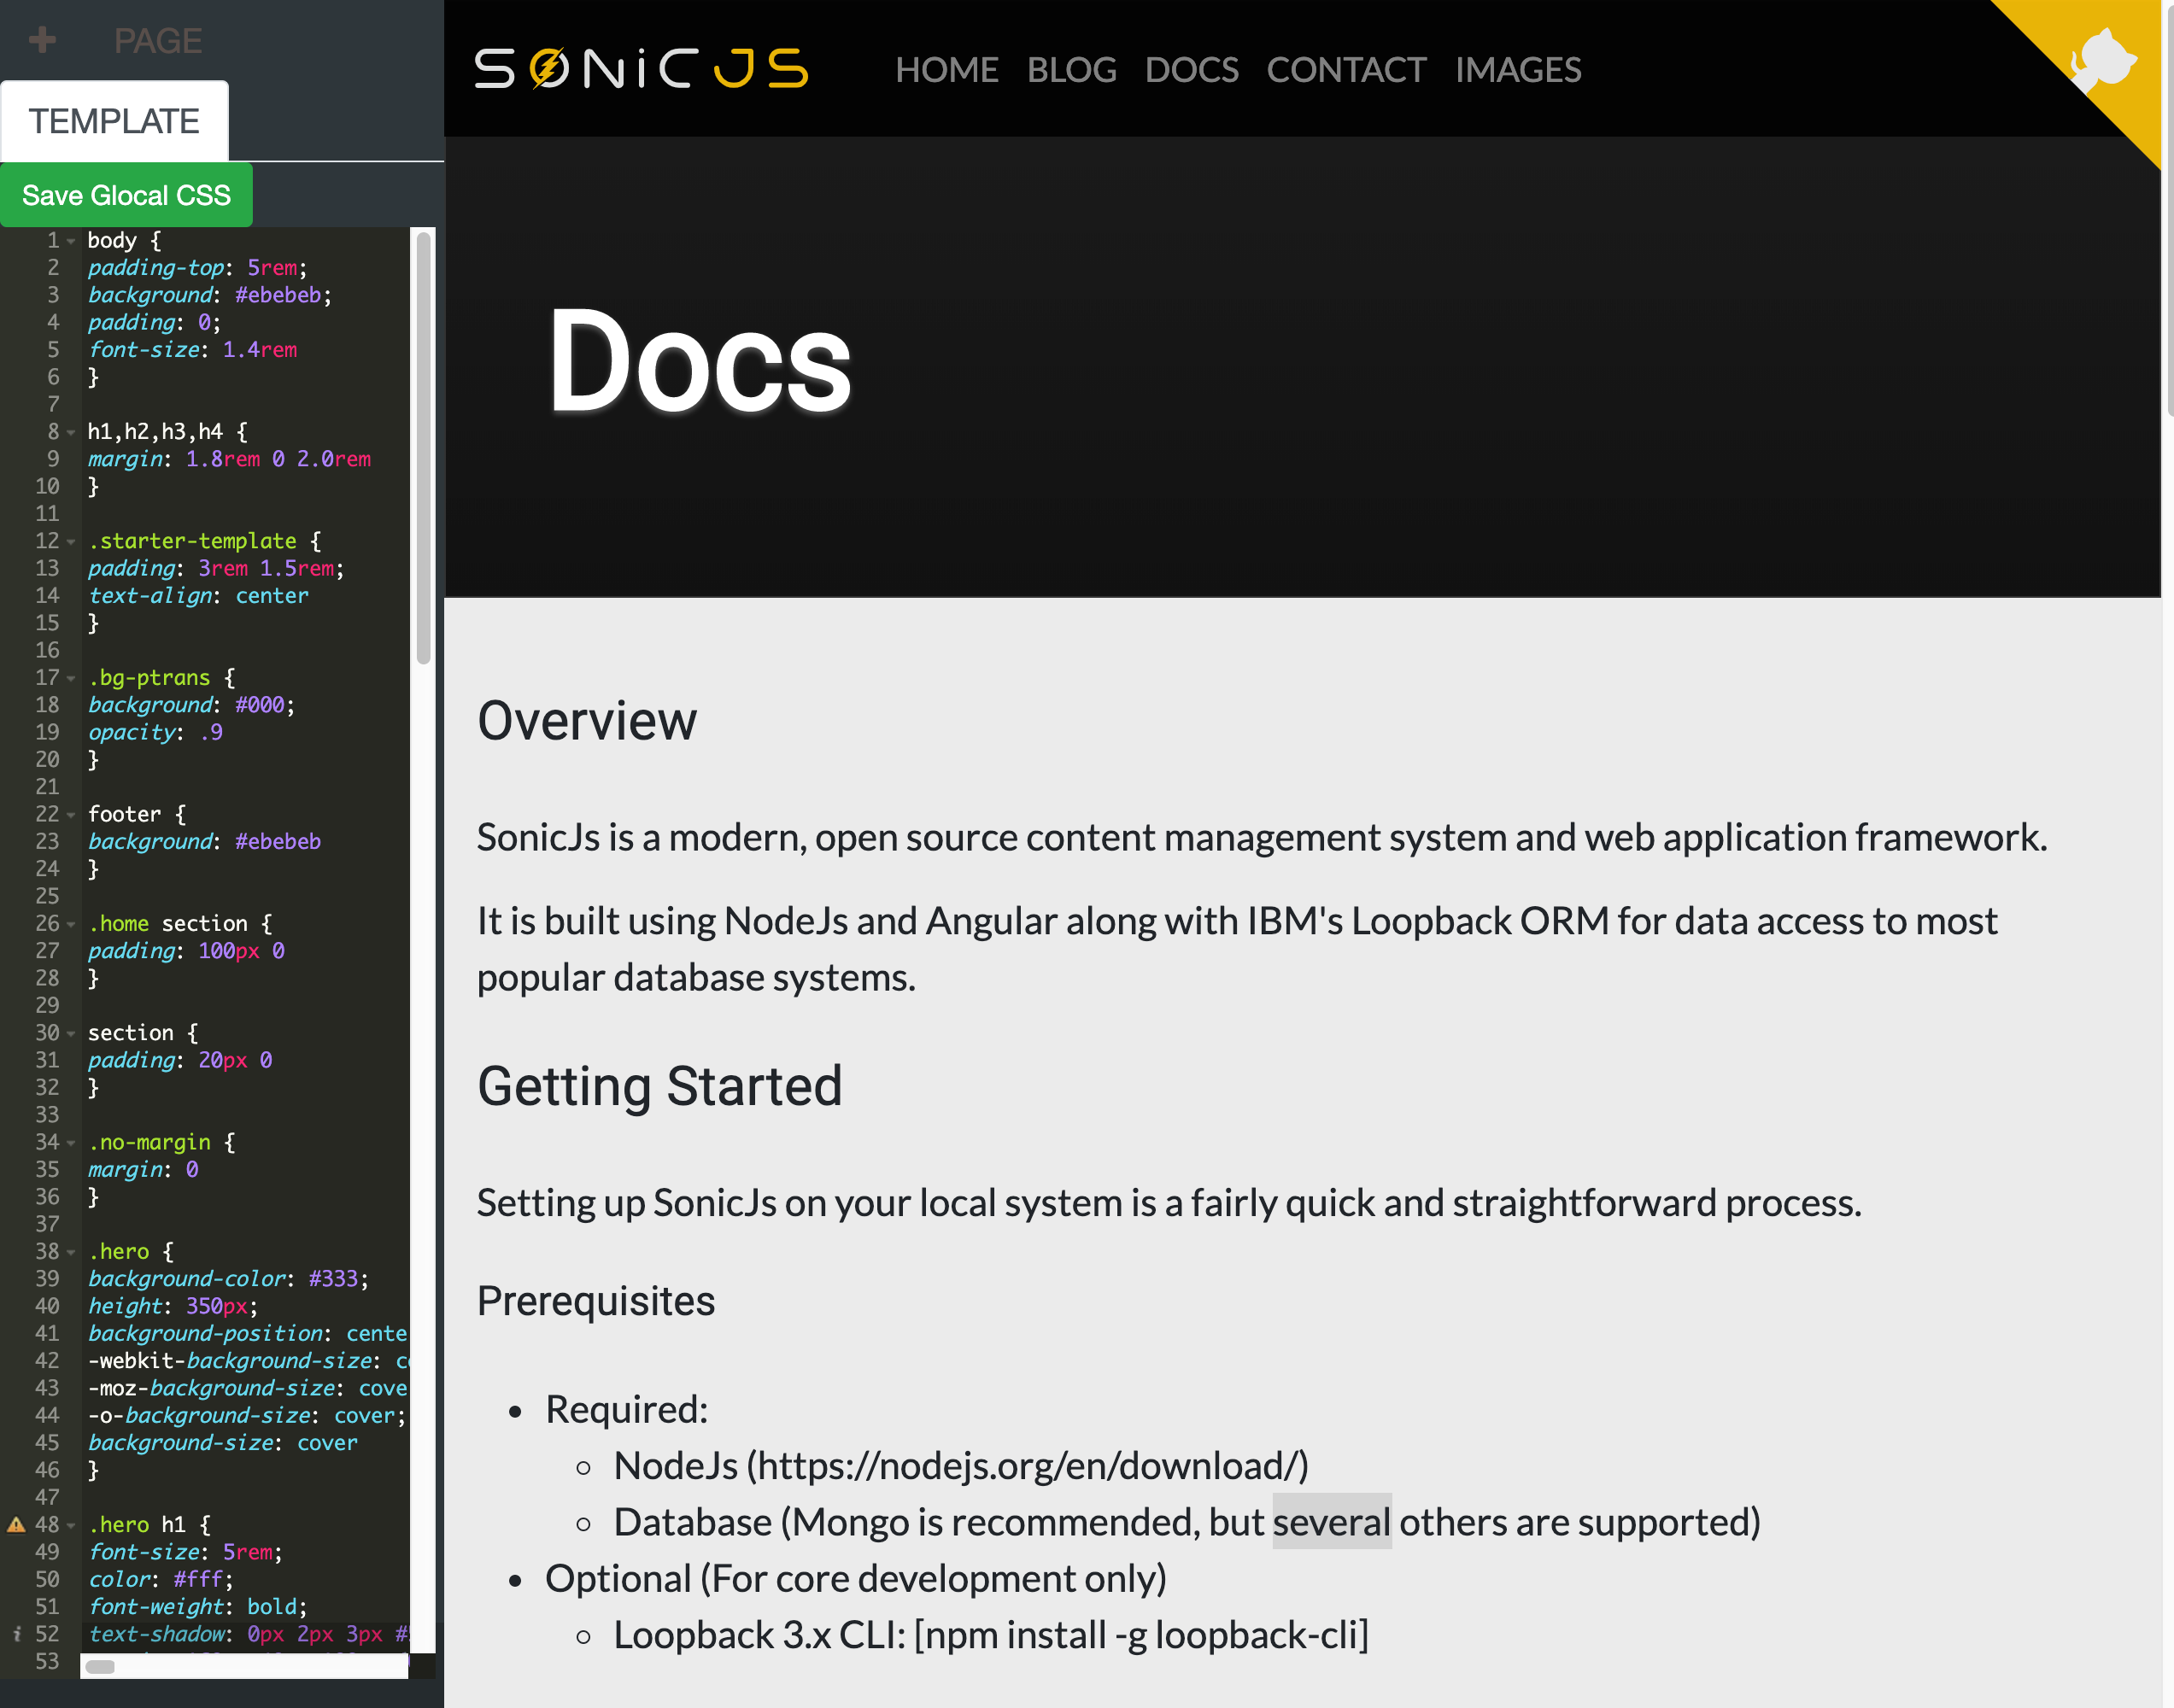 PAGE
TEMPLATE
Save Glocal CSS
1 body {
2 padding-top: 5rem;
3 background: #ebebeb;
4 padding: 0;
5 font-size: 1.4rem
6 }
7
8 h1,h2,h3,h4 {
9 margin: 1.8rem 0 2.0rem
10 }
11
12 .starter-template {
13 padding: 3rem 1.5rem;
14 text-align: center
15 }
16
17 .bg-ptrans {
18 background: #000;
19 opacity: .9
20 }
21
22 footer {
23 background: #ebebeb
24 }
25
26 .home section {
27 padding: 100px 0
28 }
29
30 section {
31 padding: 20px 0
32 }
33
34 .no-margin {
35 margin: 0
36 }
37
38 .hero {
39 background-color: #333;
40 height: 350px;
41 background-position: cente
42 -webkit-background-size: c
43 -moz-background-size: cove
44 -o-background-size: cover;
45 background-size: cover
46 }
47
48 .hero h1 {
49 font-size: 5rem;
50 color: #fff;
51 font-weight: bold;
52 text-shadow: 0px 2px 3px #
53
SONiC JS
HOME BLOG DOCS CONTACT IMAGES
Docs
Overview
SonicJs is a modern, open source content management system and web application framework.
It is built using NodeJs and Angular along with IBM's Loopback ORM for data access to most
popular database systems.
Getting Started
Setting up SonicJs on your local system is a fairly quick and straightforward process.
Prerequisites
• Required:
◦ NodeJs (https://nodejs.org/en/download/)
◦ Database (Mongo is recommended, but several others are supported)
• Optional (For core development only)
◦ Loopback 3.x CLI: [npm install -g loopback-cli]